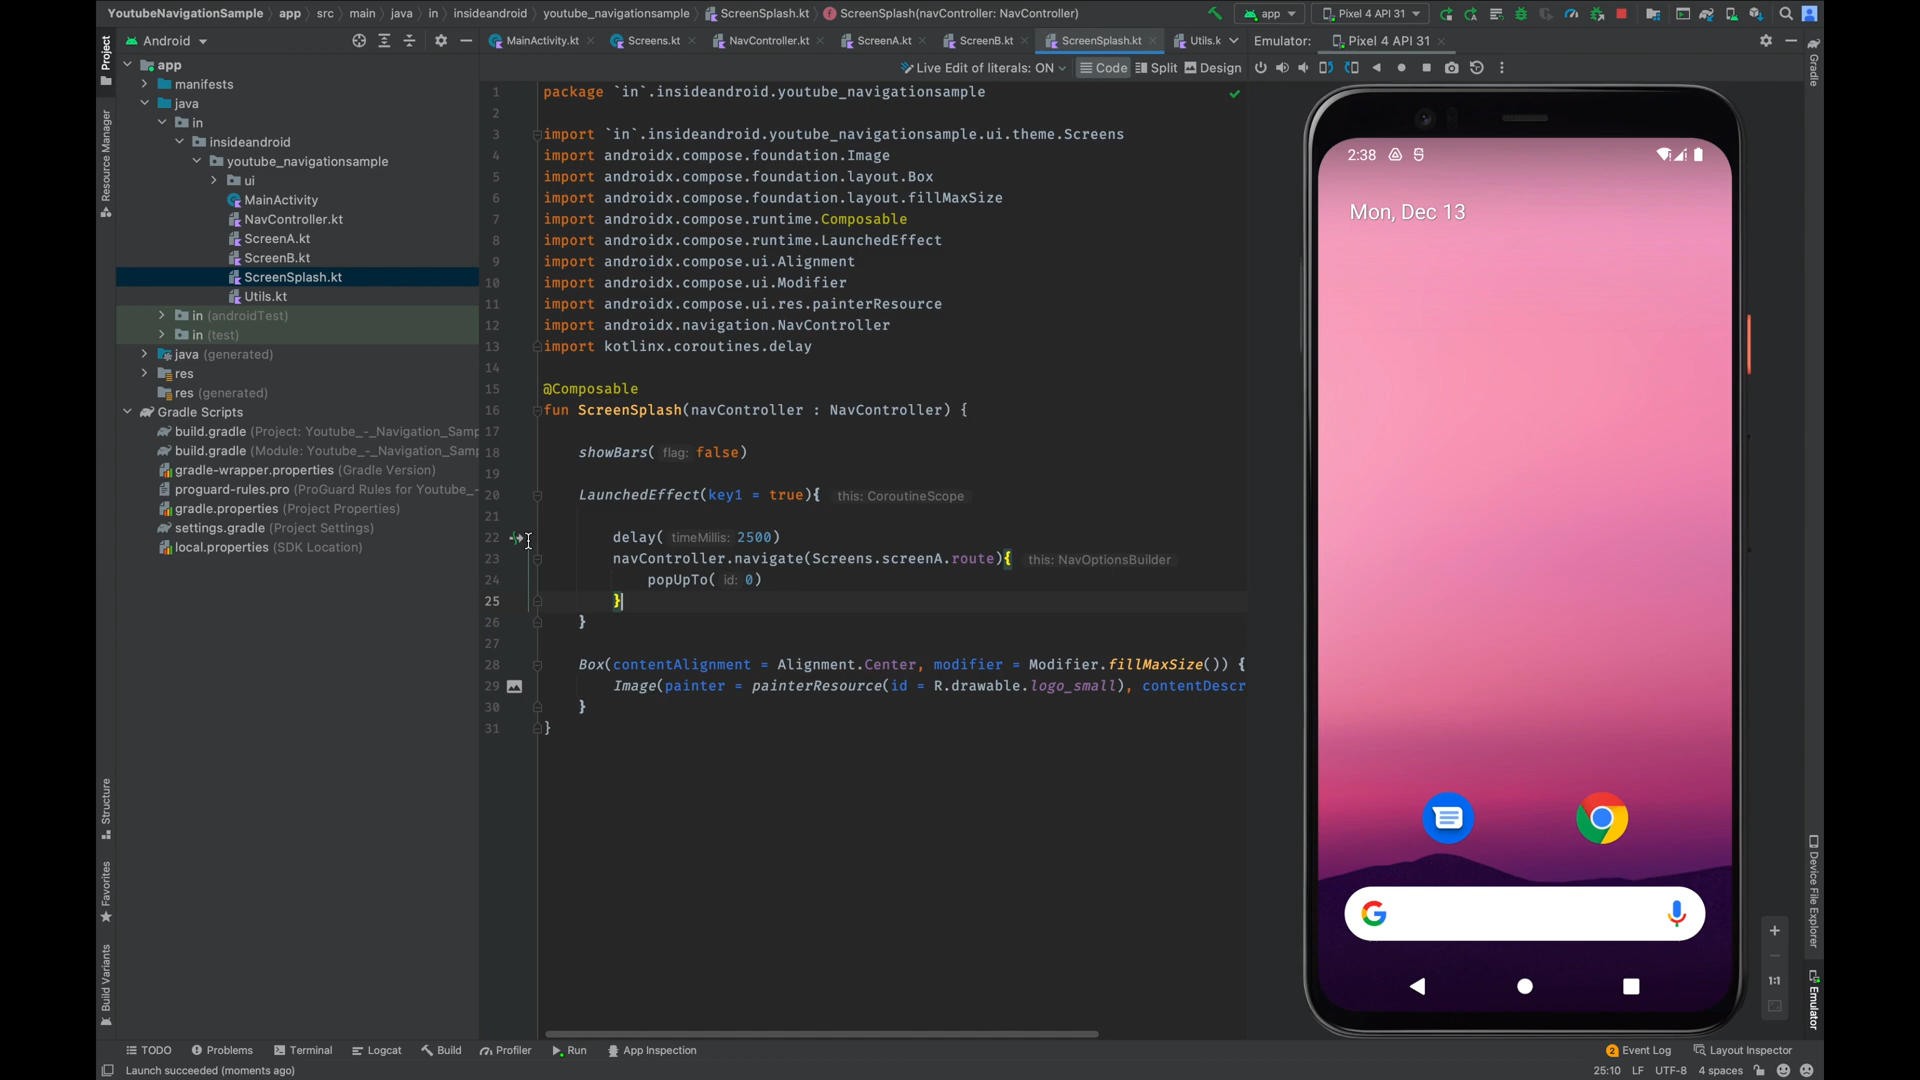 YoutubeNavigationSample › app › src › main › java › in › insideandroid › youtube_navigationsample › ScreenSplash.kt › ScreenSplash(navController: NavController)
app
Pixel 4 API 31
Project
Resource Manager
Structure
Favorites
Build Variants
Android
app
manifests
java
in
insideandroid
youtube_navigationsample
ui
MainActivity
NavController.kt
ScreenA.kt
ScreenB.kt
ScreenSplash.kt
Utils.kt
in (androidTest)
in (test)
java (generated)
res
res (generated)
Gradle Scripts
build.gradle (Project: Youtube_-_Navigation_Samp
build.gradle (Module: Youtube_-_Navigation_Samp
gradle-wrapper.properties (Gradle Version)
proguard-rules.pro (ProGuard Rules for Youtube_-
gradle.properties (Project Properties)
settings.gradle (Project Settings)
local.properties (SDK Location)
MainActivity.kt Screens.kt NavController.kt ScreenA.kt ScreenB.kt ScreenSplash.kt Utils.k
Live Edit of literals: ON Code Split Design
1 package `in`.insideandroid.youtube_navigationsample
2
3 import `in`.insideandroid.youtube_navigationsample.ui.theme.Screens
4 import androidx.compose.foundation.Image
5 import androidx.compose.foundation.layout.Box
6 import androidx.compose.foundation.layout.fillMaxSize
7 import androidx.compose.runtime.Composable
8 import androidx.compose.runtime.LaunchedEffect
9 import androidx.compose.ui.Alignment
10 import androidx.compose.ui.Modifier
11 import androidx.compose.ui.res.painterResource
12 import androidx.navigation.NavController
13 import kotlinx.coroutines.delay
14
15 @Composable
16 fun ScreenSplash(navController : NavController) {
17
18 showBars( flag: false)
19
20 LaunchedEffect(key1 = true){ this: CoroutineScope
21
22 delay( timeMillis: 2500)
23 navController.navigate(Screens.screenA.route){ this: NavOptionsBuilder
24 popUpTo( id: 0)
25 }
26 }
27
28 Box(contentAlignment = Alignment.Center, modifier = Modifier.fillMaxSize()) {
29 Image(painter = painterResource(id = R.drawable.logo_small), contentDescr
30 }
31 }
Emulator: Pixel 4 API 31
2:38
Mon, Dec 13
1:1
Gradle
Device File Explorer
Emulator
TODO Problems Terminal Logcat Build Profiler Run App Inspection
2 Event Log Layout Inspector
Launch succeeded (moments ago)
25:10 LF UTF-8 4 spaces